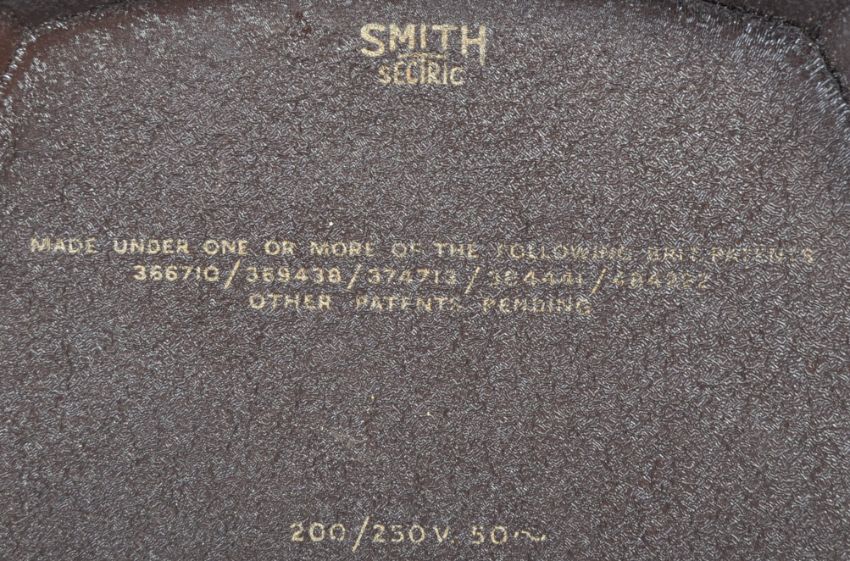 SMITH
SECTRIC
MADE UNDER ONE OR MORE OF THE FOLLOWING BRIT. PATENTS
366710/369438/374713/384441/
OTHER PATENTS PENDING
200/250V. 50~